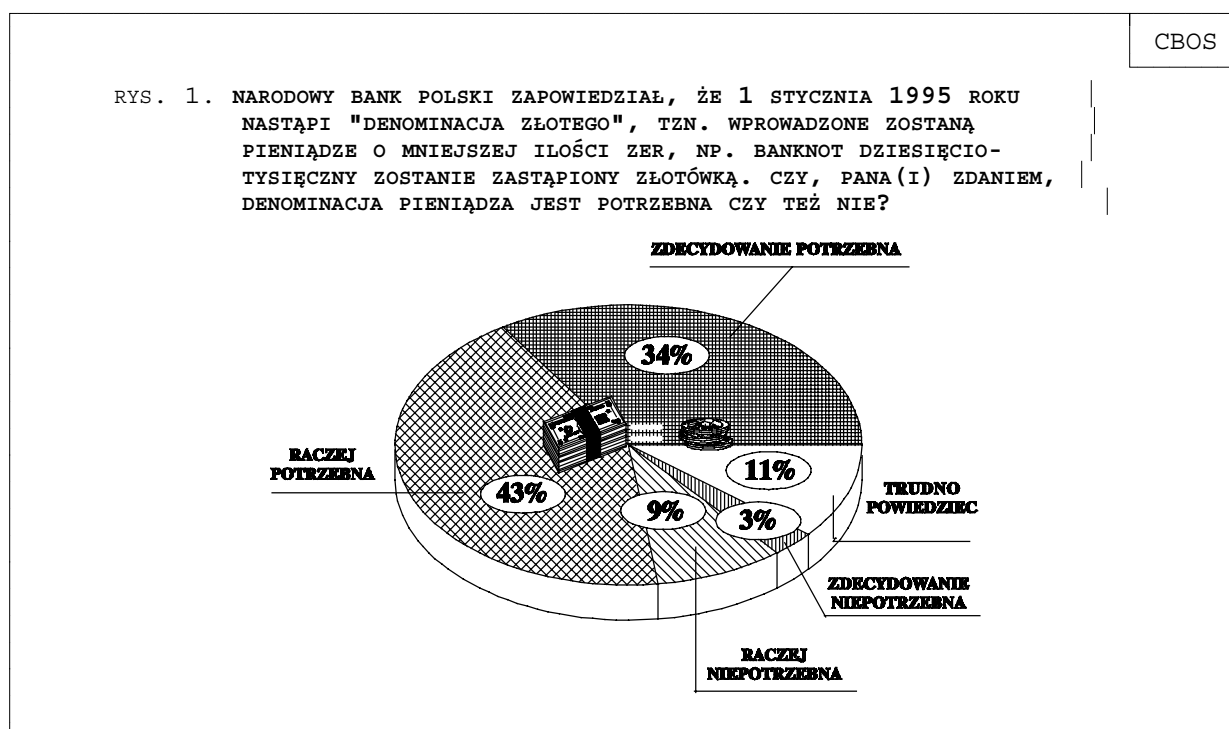 CBOS
RYS. 1. NARODOWY BANK POLSKI ZAPOWIEDZIAŁ, ŻE 1 STYCZNIA 1995 ROKU
NASTĄPI "DENOMINACJA ZŁOTEGO", TZN. WPROWADZONE ZOSTANĄ
PIENIĄDZE O MNIEJSZEJ ILOŚCI ZER, NP. BANKNOT DZIESIĘCIO-
TYSIĘCZNY ZOSTANIE ZASTĄPIONY ZŁOTÓWKĄ. CZY, PANA(I) ZDANIEM,
DENOMINACJA PIENIĄDZA JEST POTRZEBNA CZY TEŻ NIE?
ZDECYDOWANIE POTRZEBNA
34%
RACZEJ
POTRZEBNA
43%
9%
3%
11%
TRUDNO
POWIEDZIEC
ZDECYDOWANIE
NIEPOTRZEBNA
RACZEJ
NIEPOTRZEBNA